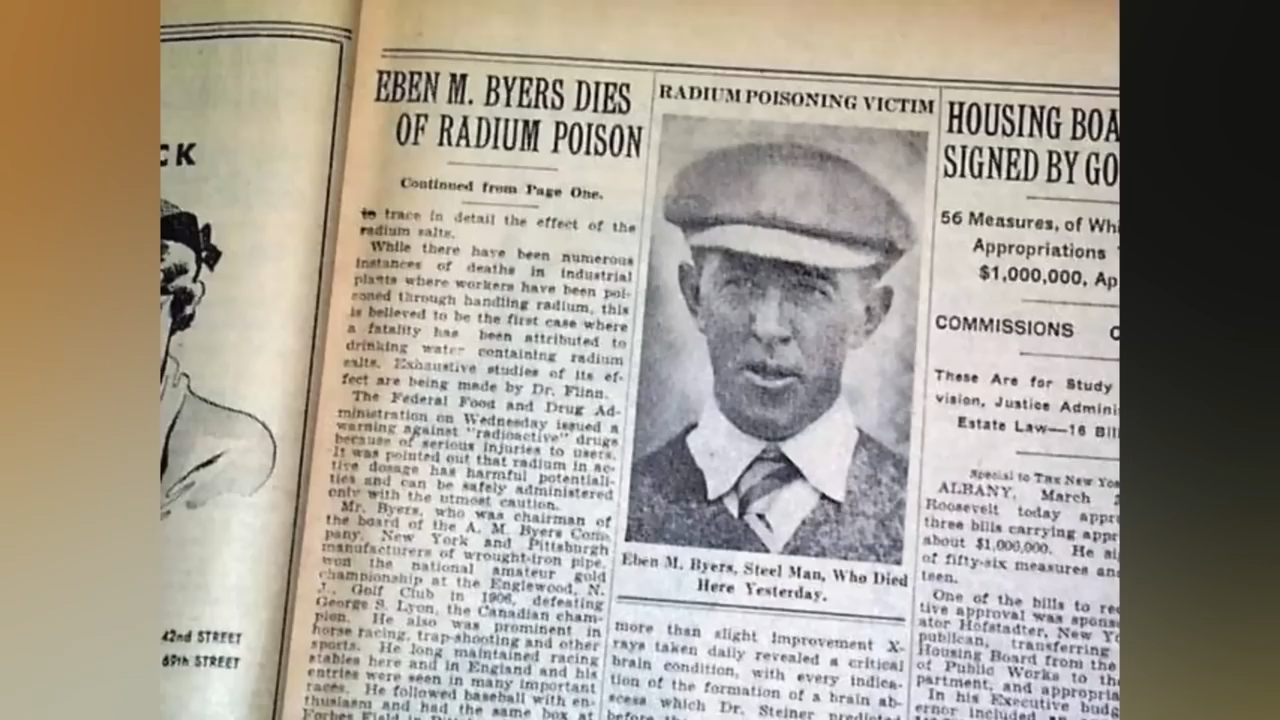 CK
42nd STREET
69th STREET
EBEN M. BYERS DIES
OF RADIUM POISON
Continued from Page One.
to trace in detail the effect of the
radium salts.
While there have been numerous
instances of deaths in industrial
plants where workers have been poi-
soned through handling radium, this
is believed to be the first case where
a fatality has been attributed to
drinking water containing radium
salts. Exhaustive studies of its ef-
fect are being made by Dr. Flinn.
The Federal Food and Drug Ad-
ministration on Wednesday issued a
warning against "radioactive" drugs
because of serious injuries to users.
It was pointed out that radium in ac-
tive dosage has harmful potentiali-
ties and can be safely administered
only with the utmost caution.
Mr. Byers, who was chairman of
the board of the A. M. Byers Com-
pany, New York and Pittsburgh
manufacturers of wrought-iron pipe,
won the national amateur gold
championship at the Englewood, N.
J., Golf Club in 1906, defeating
George S. Lyon, the Canadian cham-
pion. He also was prominent in
horse racing, trap-shooting and other
sports. He long maintained racing
stables here and in England and his
entries were seen in many important
races. He followed baseball with en-
thusiasm and had the same box at
Forbes Field in
RADIUM POISONING VICTIM
Eben M. Byers, Steel Man, Who Died
Here Yesterday.
more than slight improvement X-
rays taken daily revealed a critical
brain condition, with every indica-
tion of the formation of a brain ab-
scess which Dr. Steiner predicted
before the
HOUSING BOA
SIGNED BY GO
56 Measures, of Whi
Appropriations
$1,000,000, Ap
COMMISSIONS C
These Are for Study
vision, Justice Adminis
Estate Law—16 Bill
Special to THE NEW YO
ALBANY, March
Roosevelt today appr
three bills carrying appr
about $1,000,000. He si
of fifty-six measures an
teen.
One of the bills to rec
tive approval was spons
ator Hofstadter, New Yo
publican, transferring
Housing Board from the
of Public Works to the
partment, and appropria
In his Executive budg
ernor included an